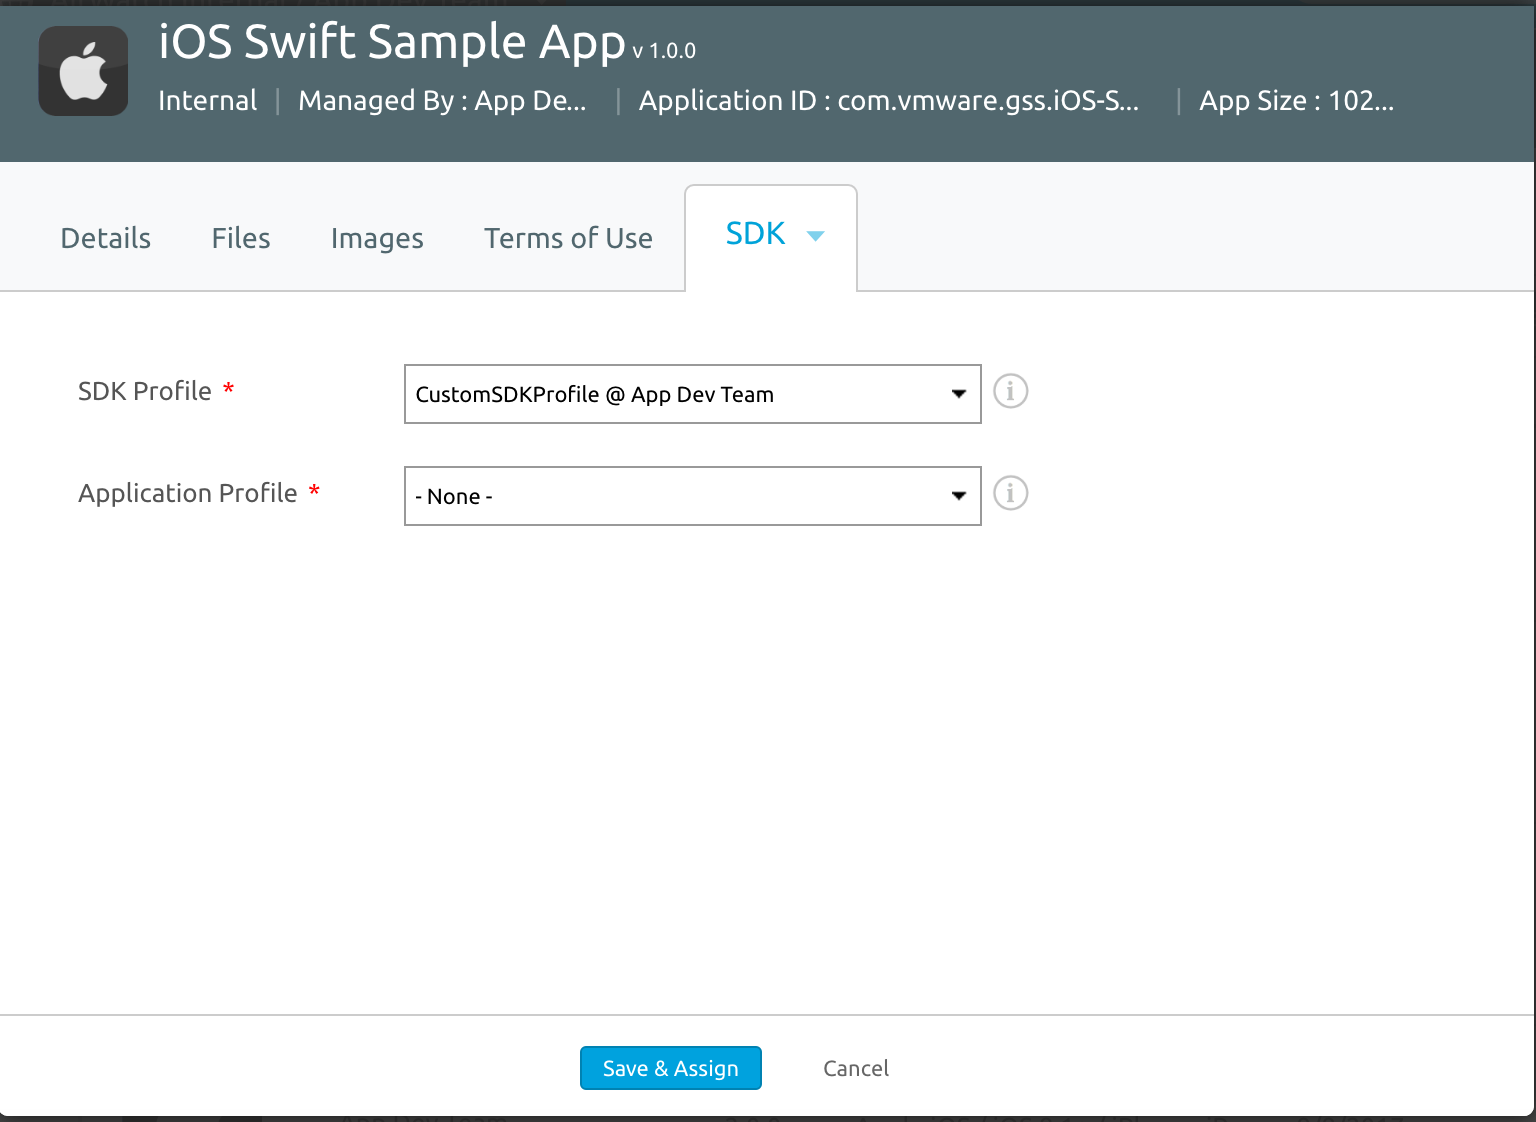 iOS Swift Sample App v 1.0.0
Internal | Managed By : App De... | Application ID : com.vmware.gss.iOS-S... | App Size : 102...
Details Files Images Terms of Use SDK
SDK Profile * CustomSDKProfile @ App Dev Team
Application Profile * - None -
Save & Assign Cancel